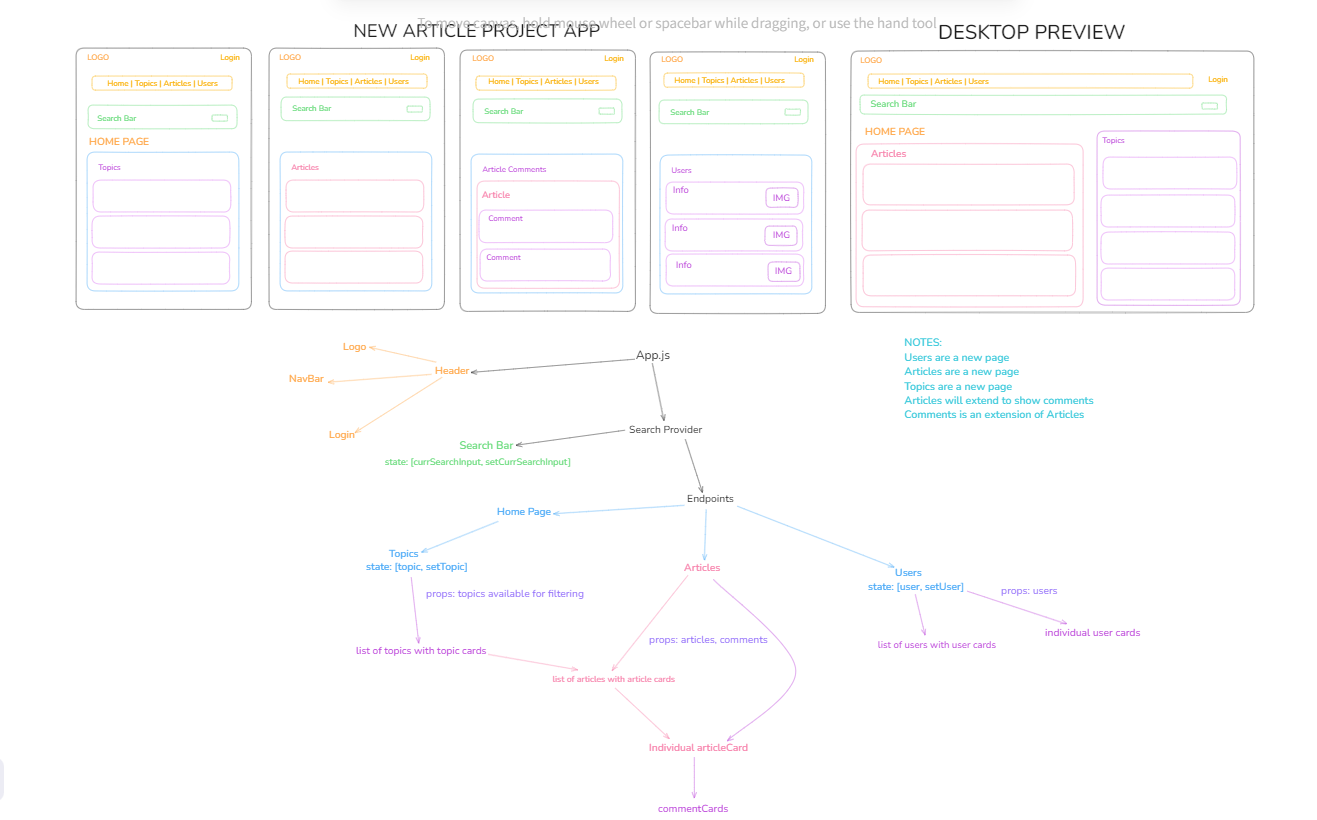 To move canvas, hold mouse wheel or spacebar while dragging, or use the hand tool
NEW ARTICLE PROJECT APP
DESKTOP PREVIEW
LOGO
Login
Home | Topics | Articles | Users
Search Bar
HOME PAGE
Topics
LOGO
Login
Home | Topics | Articles | Users
Search Bar
Articles
LOGO
Login
Home | Topics | Articles | Users
Search Bar
Article Comments
Article
Comment
Comment
LOGO
Login
Home | Topics | Articles | Users
Search Bar
Users
Info
IMG
Info
IMG
Info
IMG
LOGO
Home | Topics | Articles | Users
Login
Search Bar
HOME PAGE
Articles
Topics
App.js
Logo
Header
NavBar
Login
Search Provider
Search Bar
state: [currSearchInput, setCurrSearchInput]
NOTES:
Users are a new page
Articles are a new page
Topics are a new page
Articles will extend to show comments
Comments is an extension of Articles
Endpoints
Home Page
Topics
state: [topic, setTopic]
props: topics available for filtering
list of topics with topic cards
Articles
props: articles, comments
list of articles with article cards
Individual articleCard
commentCards
Users
state: [user, setUser]
props: users
individual user cards
list of users with user cards